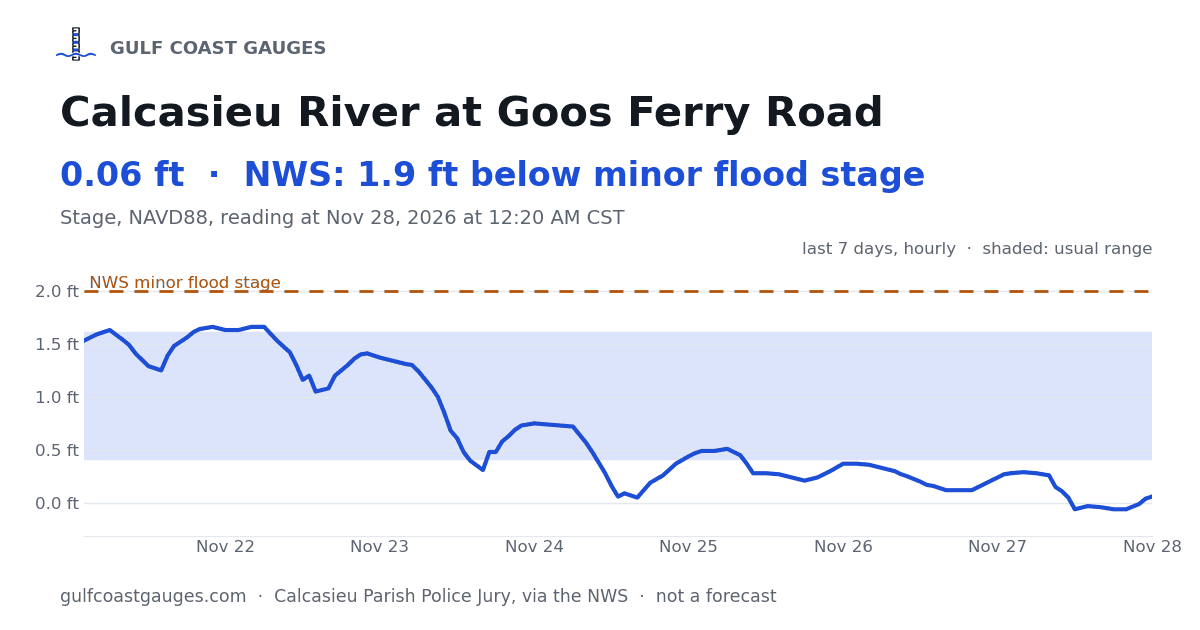 GULF COAST GAUGES
Calcasieu River at Goos Ferry Road
0.06 ft · NWS: 1.9 ft below minor flood stage
Stage, NAVD88, reading at Nov 28, 2026 at 12:20 AM CST
last 7 days, hourly · shaded: usual range
NWS minor flood stage
2.0 ft
1.5 ft
1.0 ft
0.5 ft
0.0 ft
Nov 22 Nov 23 Nov 24 Nov 25 Nov 26 Nov 27 Nov 28
gulfcoastgauges.com · Calcasieu Parish Police Jury, via the NWS · not a forecast